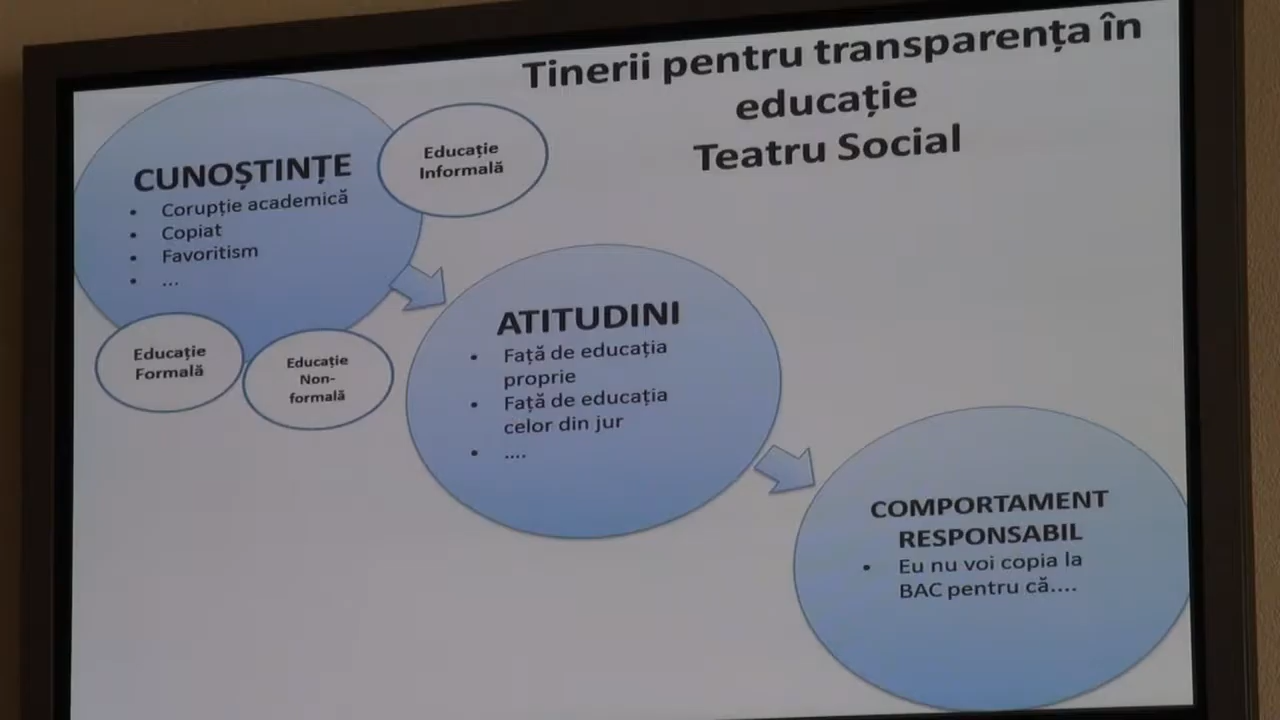 Tinerii pentru transparența în
educație
Teatru Social
CUNOȘTINȚE
• Corupție academică
• Copiat
• Favoritism
• ...
Educație
Informală
Educație
Formală
Educație
Non-
formală
ATITUDINI
• Față de educația
proprie
• Față de educația
celor din jur
• ....
COMPORTAMENT
RESPONSABIL
• Eu nu voi copia la
BAC pentru că....